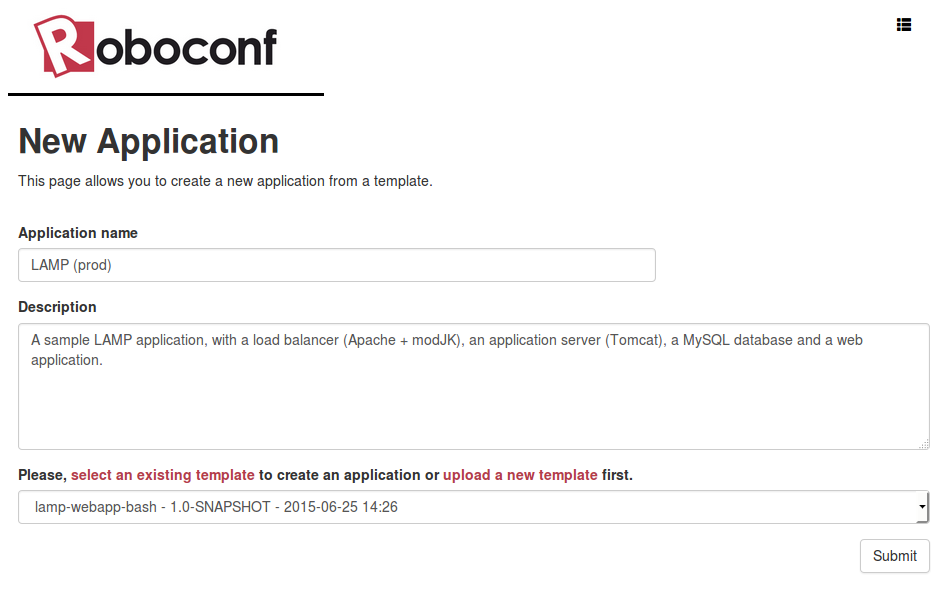 Roboconf
New Application
This page allows you to create a new application from a template.
Application name
LAMP (prod)
Description
A sample LAMP application, with a load balancer (Apache + modJK), an application server (Tomcat), a MySQL database and a web
application.
Please, select an existing template to create an application or upload a new template first.
lamp-webapp-bash - 1.0-SNAPSHOT - 2015-06-25 14:26
Submit